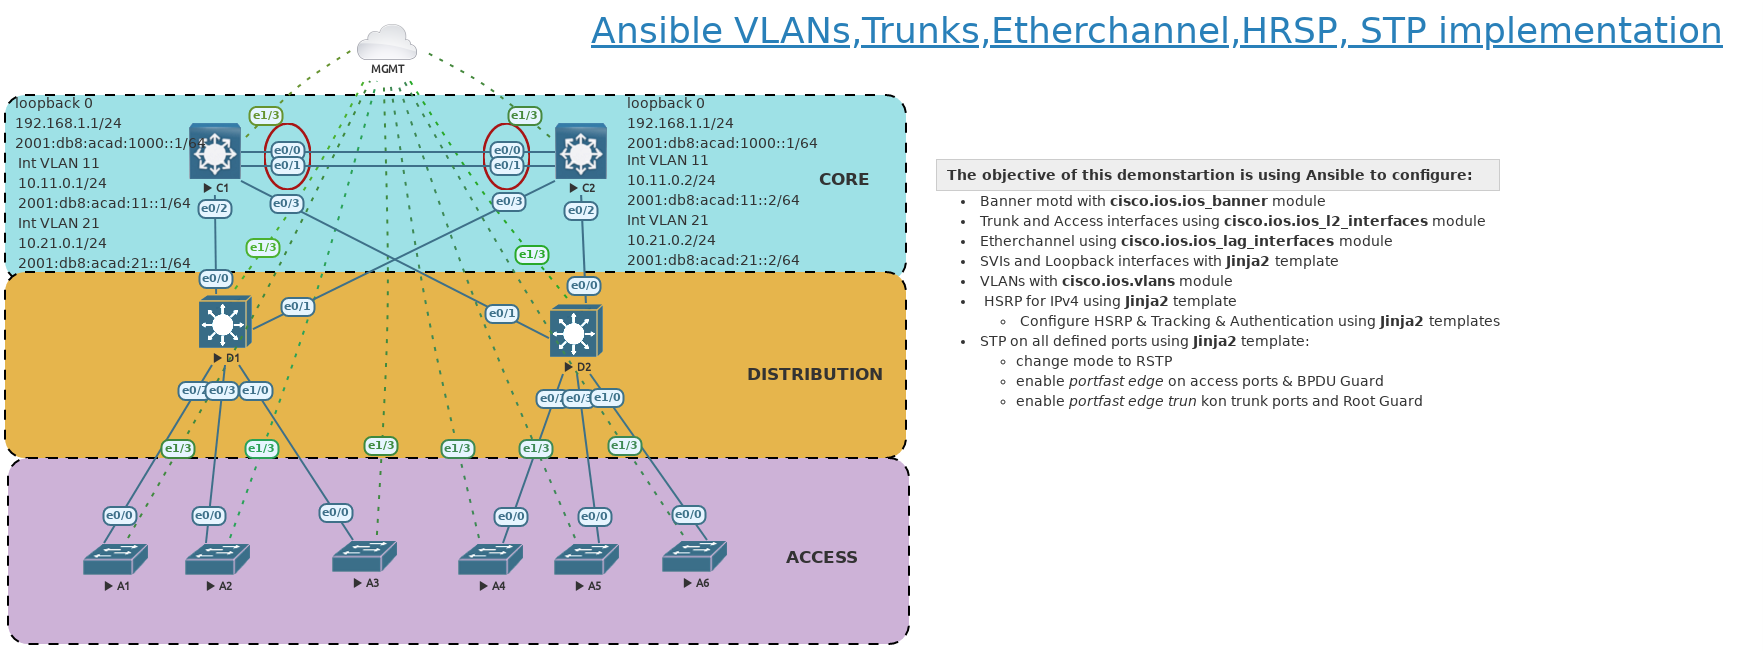 Ansible VLANs,Trunks,Etherchannel,HRSP, STP implementation
MGMT
loopback 0
192.168.1.1/24
2001:db8:acad:1000::1/64
Int VLAN 11
10.11.0.1/24
2001:db8:acad:11::1/64
Int VLAN 21
10.21.0.1/24
2001:db8:acad:21::1/64
e1/3
e1/3
loopback 0
192.168.1.1/24
2001:db8:acad:1000::1/64
Int VLAN 11
10.11.0.2/24
2001:db8:acad:11::2/64
Int VLAN 21
10.21.0.2/24
2001:db8:acad:21::2/64
e0/0
e0/1
e0/0
e0/1
C1
C2
CORE
e0/2
e0/3
e0/3
e0/2
e1/3
e1/3
e0/0
e0/0
e0/1
e0/1
D1
D2
DISTRIBUTION
e0/2
e0/3
e1/0
e0/2
e0/3
e1/0
e1/3
e1/3
e1/3
e1/3
e1/3
e1/3
e0/0
e0/0
e0/0
e0/0
e0/0
e0/0
ACCESS
A1
A2
A3
A4
A5
A6
The objective of this demonstartion is using Ansible to configure:
• Banner motd with cisco.ios.ios_banner module
• Trunk and Access interfaces using cisco.ios.ios_l2_interfaces module
• Etherchannel using cisco.ios.ios_lag_interfaces module
• SVIs and Loopback interfaces with Jinja2 template
• VLANs with cisco.ios.vlans module
• HSRP for IPv4 using Jinja2 template
◦ Configure HSRP & Tracking & Authentication using Jinja2 templates
• STP on all defined ports using Jinja2 template:
◦ change mode to RSTP
◦ enable portfast edge on access ports & BPDU Guard
◦ enable portfast edge trun kon trunk ports and Root Guard